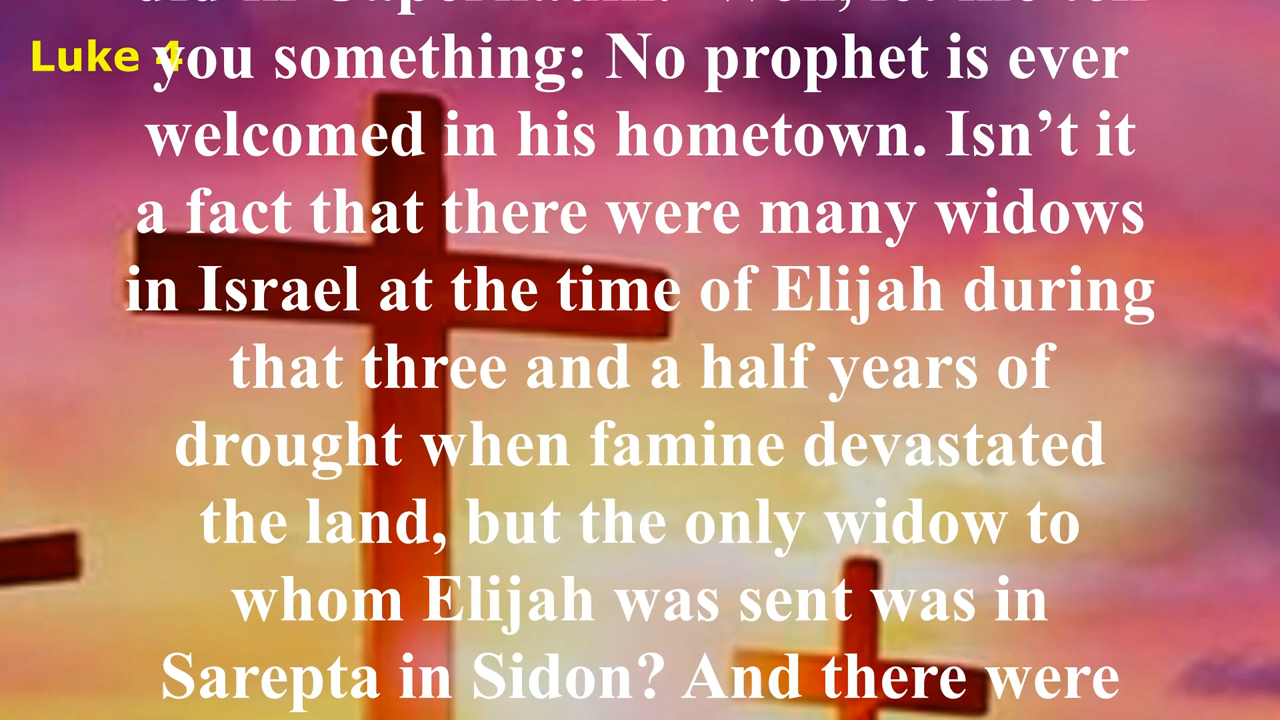 Luke 4
you something: No prophet is ever
welcomed in his hometown. Isn’t it
a fact that there were many widows
in Israel at the time of Elijah during
that three and a half years of
drought when famine devastated
the land, but the only widow to
whom Elijah was sent was in
Sarepta in Sidon? And there were